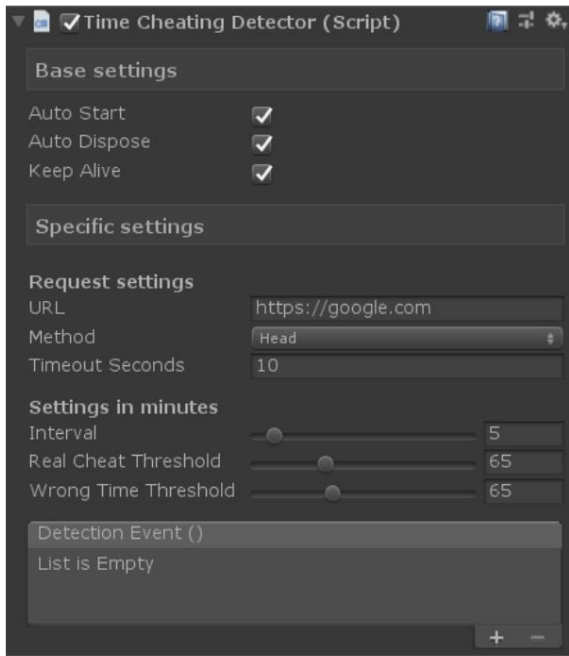 Time Cheating Detector (Script)
Base settings
Auto Start
Auto Dispose
Keep Alive
Specific settings
Request settings
URL https://google.com
Method Head
Timeout Seconds 10
Settings in minutes
Interval 5
Real Cheat Threshold 65
Wrong Time Threshold 65
Detection Event ()
List is Empty
+ −